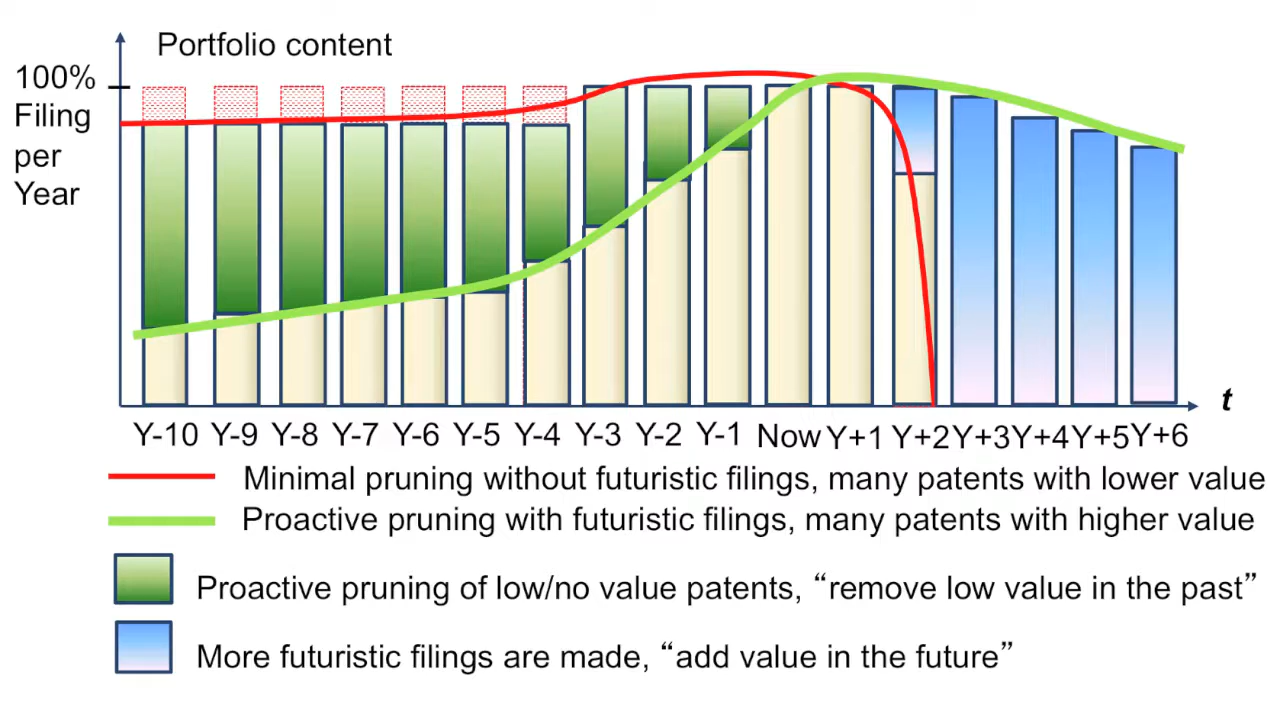 Portfolio content
100%
Filing
per
Year
t
Y-10 Y-9 Y-8 Y-7 Y-6 Y-5 Y-4 Y-3 Y-2 Y-1 Now Y+1 Y+2 Y+3 Y+4 Y+5 Y+6
Minimal pruning without futuristic filings, many patents with lower value
Proactive pruning with futuristic filings, many patents with higher value
Proactive pruning of low/no value patents, “remove low value in the past”
More futuristic filings are made, “add value in the future”